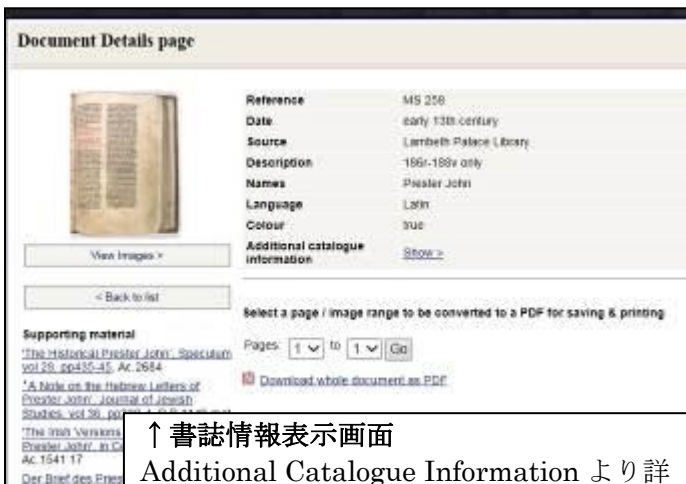 Document Details page
Reference MS 258
Date early 13th century
Source Lambeth Palace Library
Description 186r-188v only
Names Prester John
Language Latin
Colour true
Additional catalogue
information Show >
View Images >
< Back to list
Select a page / image range to be converted to a PDF for saving & printing
Pages: 1 to 1 Go
Download whole document as PDF
Supporting material
'The Historical Prester John', Speculum
vol 28, pp435-45, Ac.2684
'A Note on the Hebrew Letters of
Prester John', Journal of Jewish
Studies, vol 36,
'The Irish Versions
Prester John', in
Ac.1541 17
Der Brief des
↑書誌情報表示画面
Additional Catalogue Information より詳